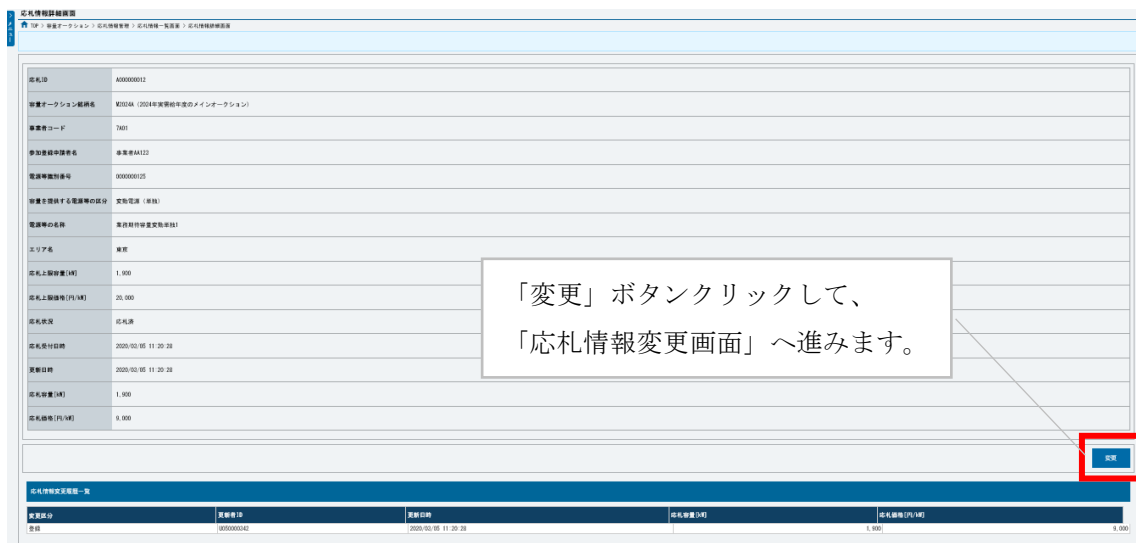 応札情報詳細画面
TOP > 容量オークション > 応札情報管理 > 応札情報一覧画面 > 応札情報詳細画面
メニュー
応札ID A000000012
容量オークション銘柄名 M2024A（2024年実需給年度のメインオークション）
事業者コード 7A01
参加登録申請者名 事業者AA122
電源等識別番号 0000000125
容量を提供する電源等の区分 変動電源（単独）
電源等の名称 業務期待容量変動単独1
エリア名 東京
応札上限容量[kW] 1,900
応札上限価格[円/kW] 20,000
応札状況 応札済
応札受付日時 2020/02/05 11:20:28
更新日時 2020/02/05 11:20:28
応札容量[kW] 1,900
応札価格[円/kW] 9,000
「変更」ボタンクリックして、
「応札情報変更画面」へ進みます。
変更
応札情報変更履歴一覧
変更区分 更新者ID 更新日時 応札容量[kW] 応札価格[円/kW]
登録 U050000342 2020/02/05 11:20:28 1,900 9,000